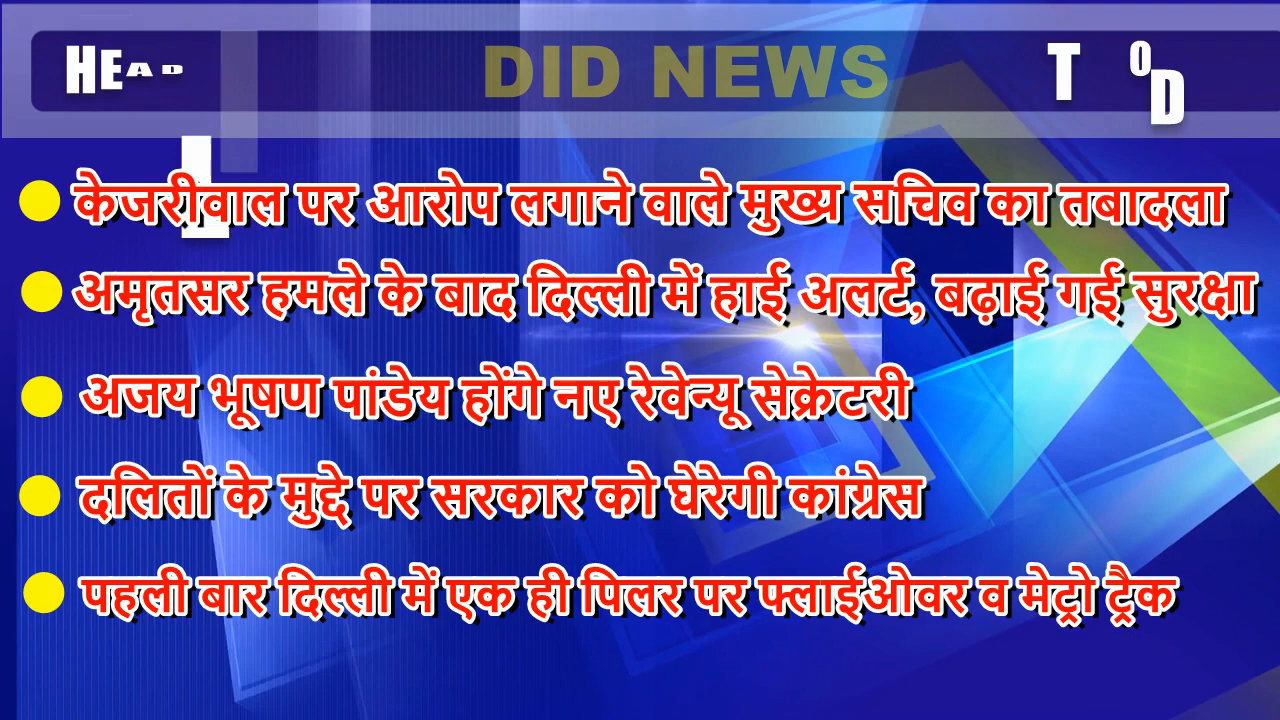 HEAD L DID NEWS TOD
केजरीवाल पर आरोप लगाने वाले मुख्य सचिव का तबादला
अमृतसर हमले के बाद दिल्ली में हाई अलर्ट, बढ़ाई गई सुरक्षा
अजय भूषण पांडेय होंगे नए रेवेन्यू सेक्रेटरी
दलितों के मुद्दे पर सरकार को घेरेगी कांग्रेस
पहली बार दिल्ली में एक ही पिलर पर फ्लाईओवर व मेट्रो ट्रैक